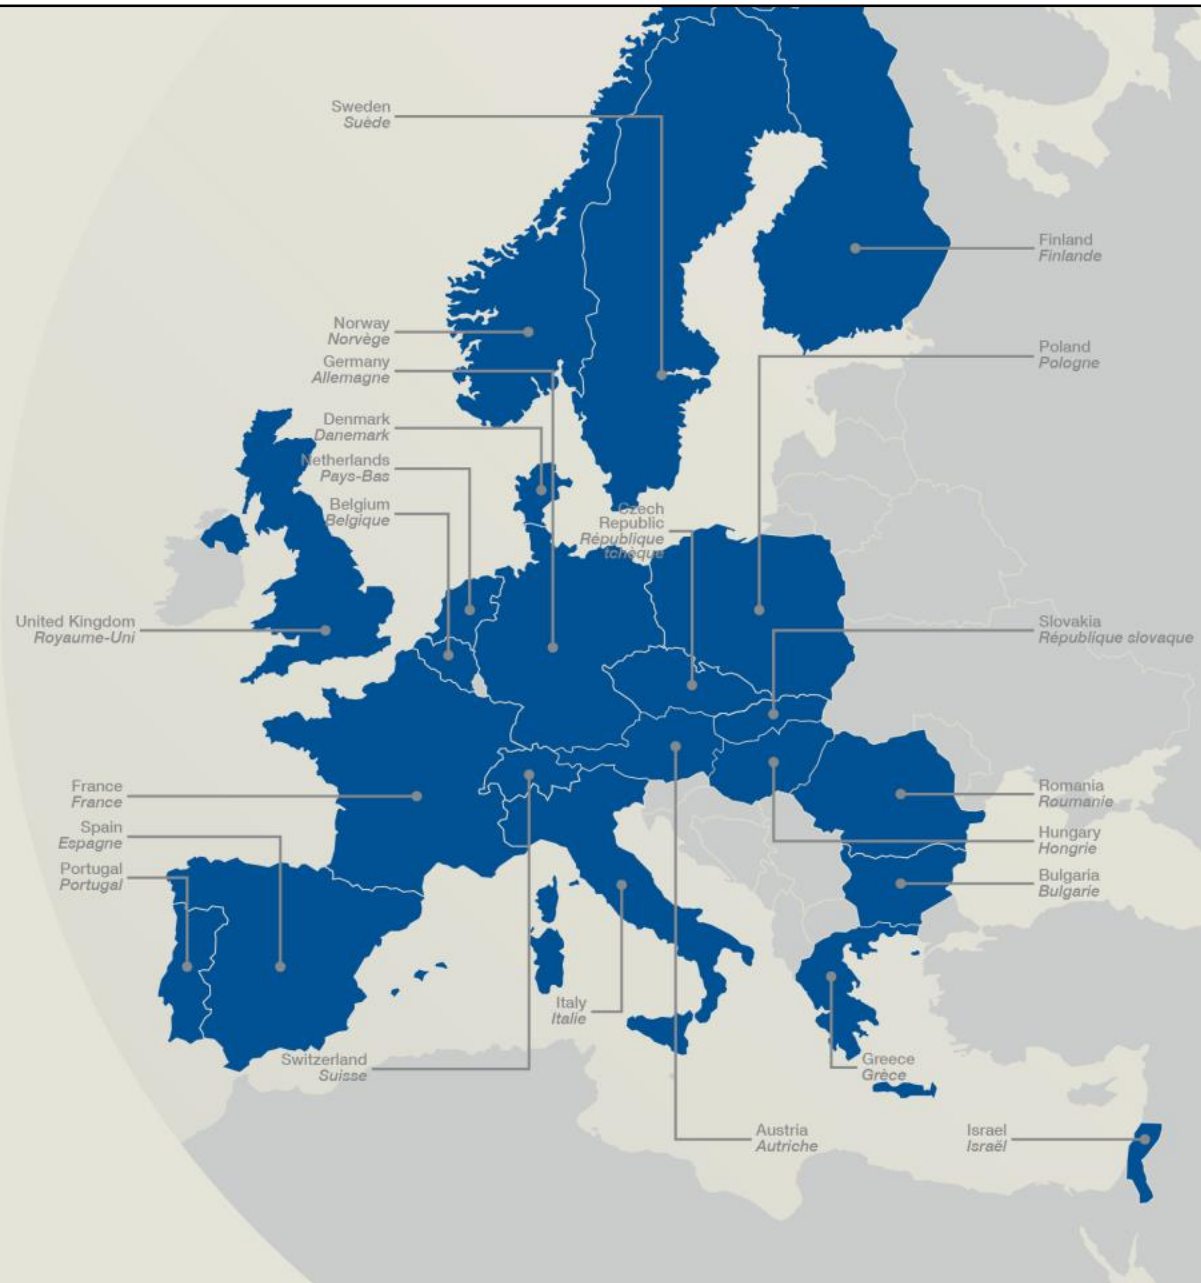 Sweden
Suède
Finland
Finlande
Norway
Norvège
Poland
Pologne
Germany
Allemagne
Denmark
Danemark
Netherlands
Pays-Bas
Belgium
Belgique
Czech
Republic
République
tchèque
United Kingdom
Royaume-Uni
Slovakia
République slovaque
France
France
Romania
Roumanie
Spain
Espagne
Hungary
Hongrie
Portugal
Portugal
Bulgaria
Bulgarie
Italy
Italie
Switzerland
Suisse
Greece
Grèce
Austria
Autriche
Israel
Israël